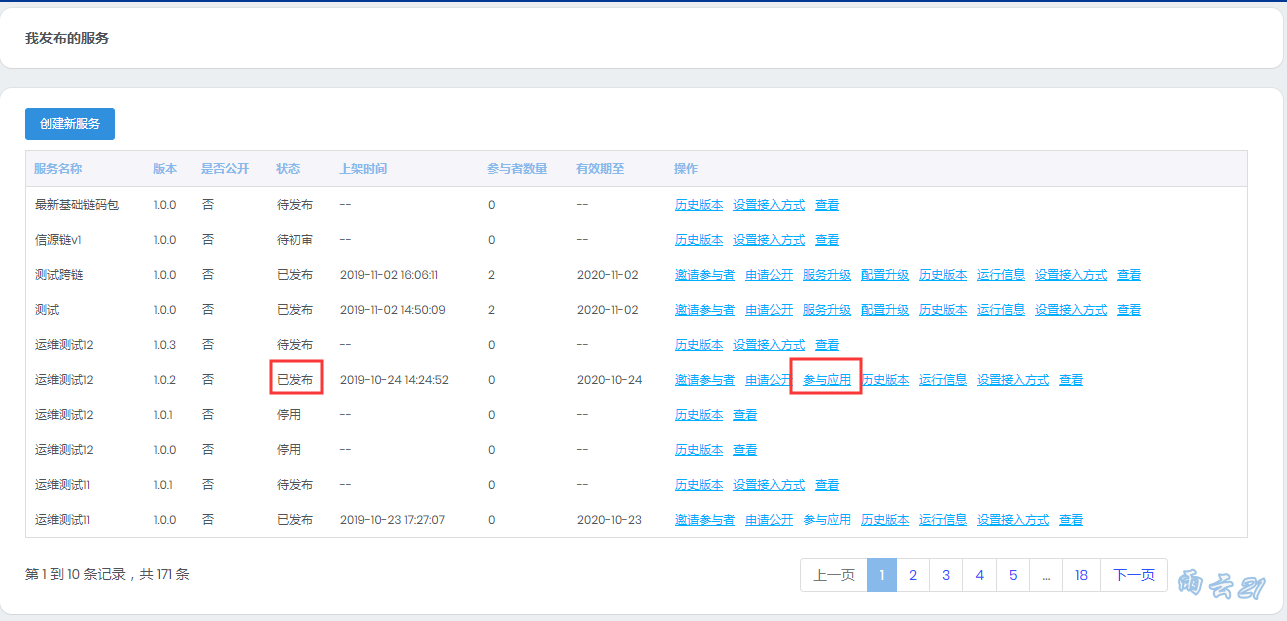 我发布的服务
创建新服务
服务名称 版本 是否公开 状态 上架时间 参与者数量 有效期至 操作
最新基础链码包 1.0.0 否 待发布 -- 0 -- 历史版本 设置接入方式 查看
信源链v1 1.0.0 否 待初审 -- 0 -- 历史版本 设置接入方式 查看
测试跨链 1.0.0 否 已发布 2019-11-02 16:06:11 2 2020-11-02 邀请参与者 申请公开 服务升级 配置升级 历史版本 运行信息 设置接入方式 查看
测试 1.0.0 否 已发布 2019-11-02 14:50:09 2 2020-11-02 邀请参与者 申请公开 服务升级 配置升级 历史版本 运行信息 设置接入方式 查看
运维测试12 1.0.3 否 待发布 -- 0 -- 历史版本 设置接入方式 查看
运维测试12 1.0.2 否 已发布 2019-10-24 14:24:52 0 2020-10-24 邀请参与者 申请公开 参与应用 历史版本 运行信息 设置接入方式 查看
运维测试12 1.0.1 否 停用 -- 0 -- 历史版本 查看
运维测试12 1.0.0 否 停用 -- 0 -- 历史版本 查看
运维测试11 1.0.1 否 待发布 -- 0 -- 历史版本 设置接入方式 查看
运维测试11 1.0.0 否 已发布 2019-10-23 17:27:07 0 2020-10-23 邀请参与者 申请公开 参与应用 历史版本 运行信息 设置接入方式 查看
第 1 到 10 条记录，共 171 条 上一页 1 2 3 4 5 ... 18 下一页
雨云21